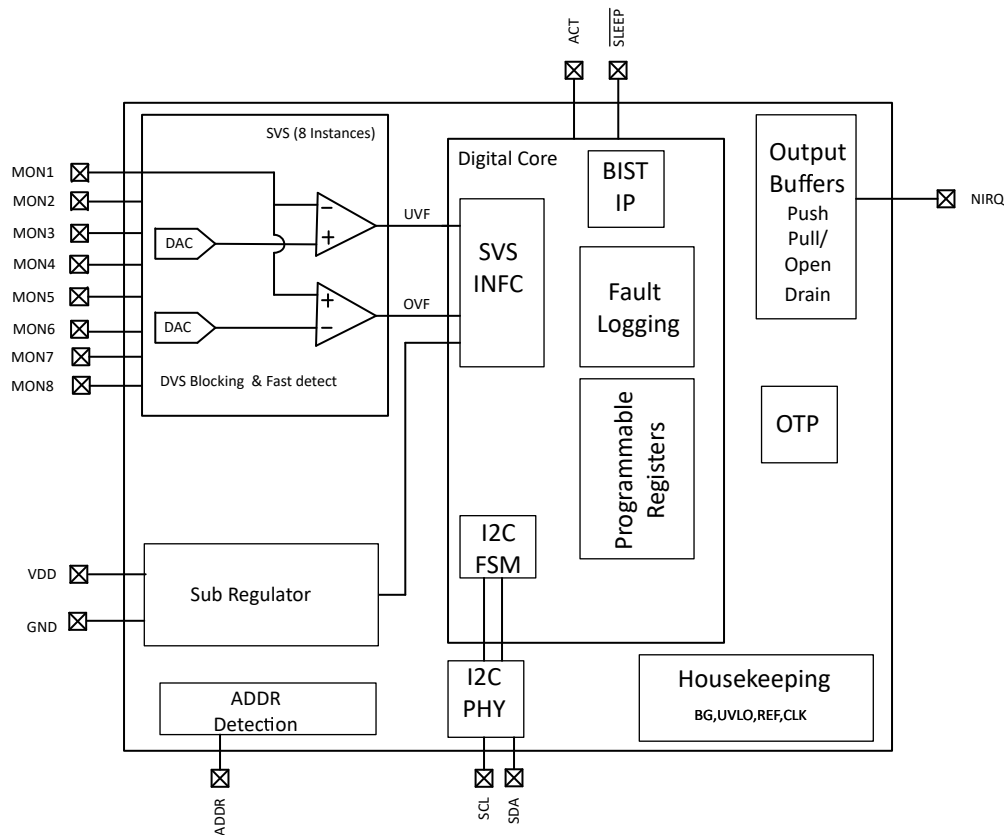 ACT
SLEEP
SVS (8 Instances)
MON1
MON2
MON3
MON4
MON5
MON6
MON7
MON8
DAC
DAC
−
+
+
−
UVF
OVF
DVS Blocking & Fast detect
Digital Core
BIST
IP
SVS
INFC
Fault
Logging
Programmable
Registers
I2C
FSM
Output
Buffers
Push
Pull/
Open
Drain
NIRQ
OTP
VDD
GND
Sub Regulator
ADDR
Detection
I2C
PHY
Housekeeping
BG,UVLO,REF,CLK
ADDR
SCL
SDA